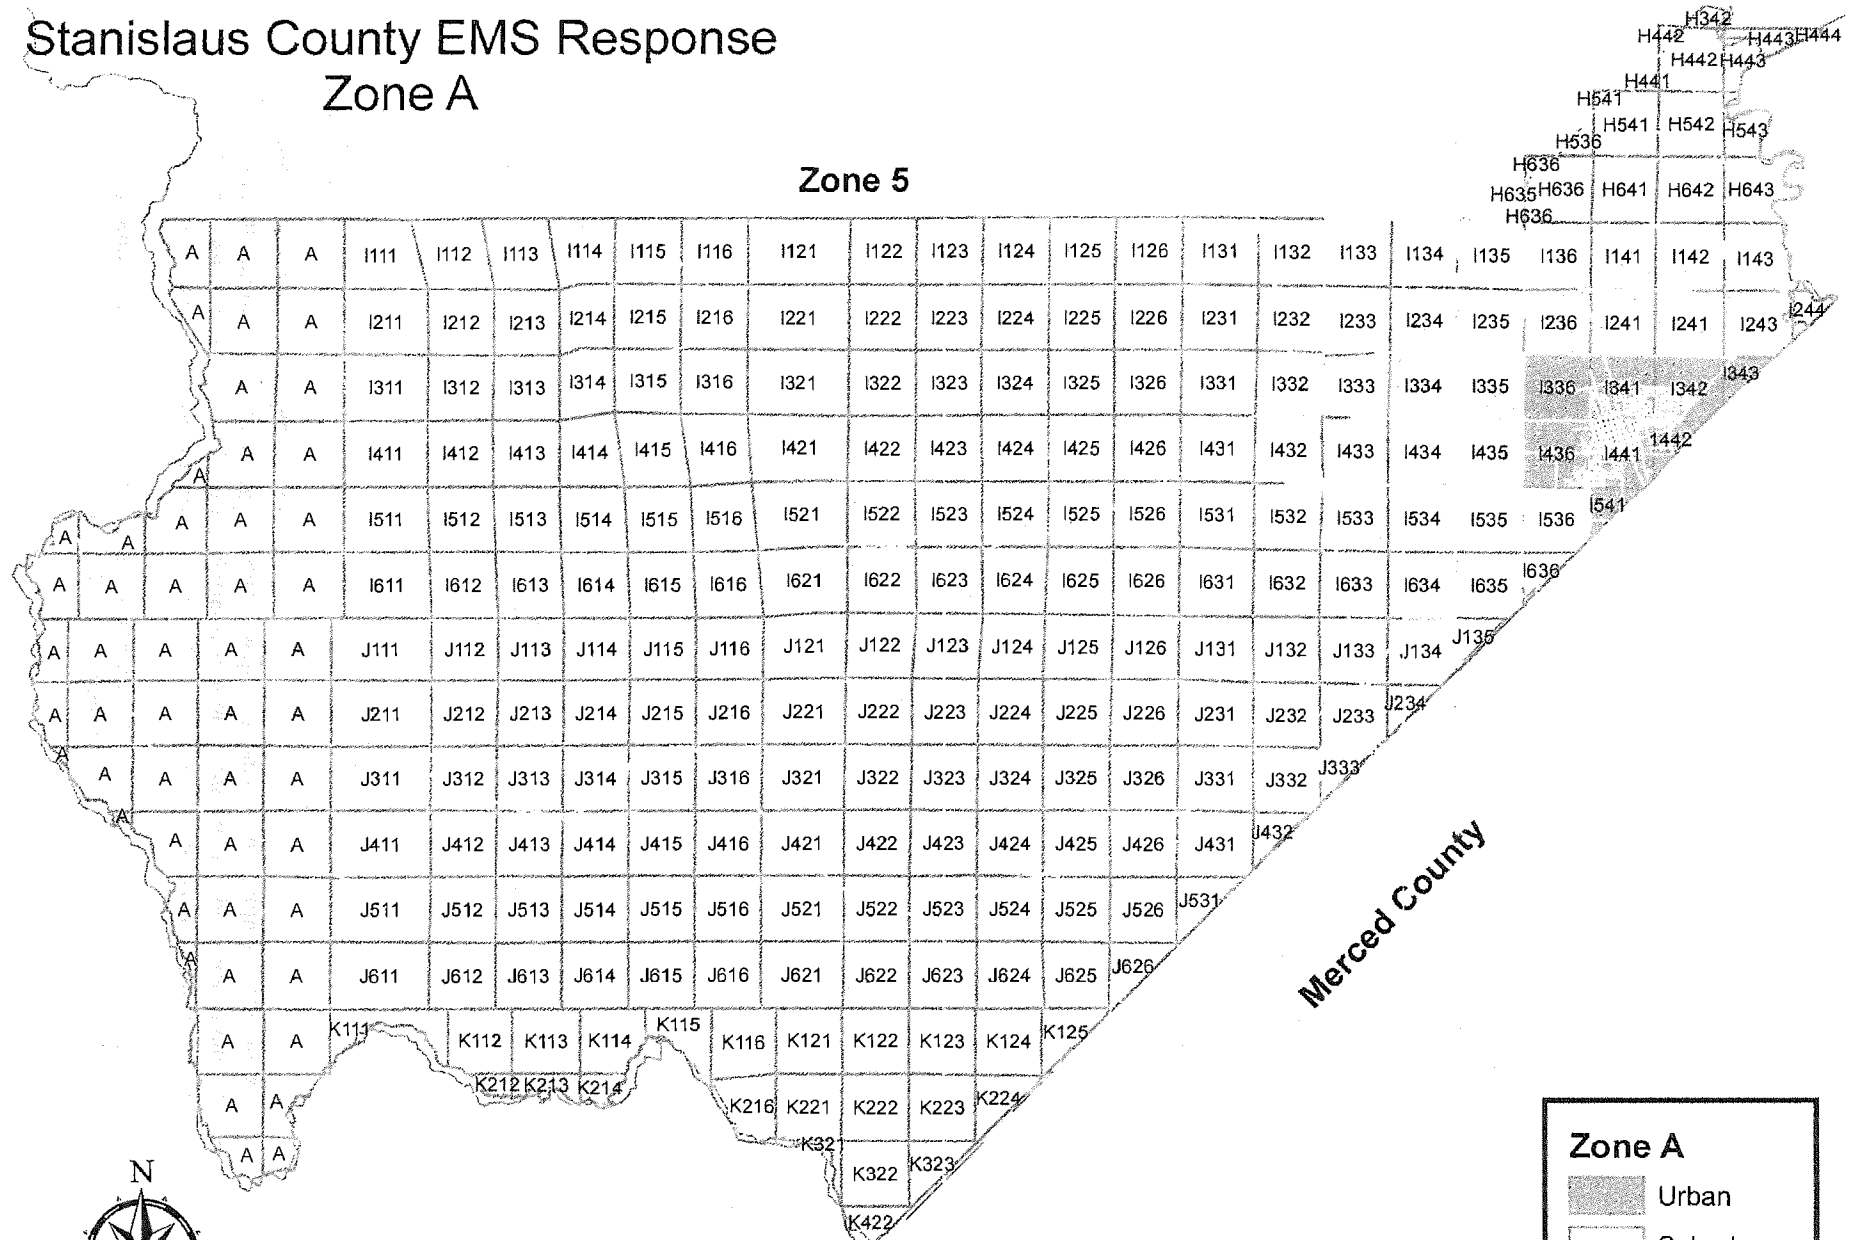 Stanislaus County EMS Response
Zone A
Zone 5
H342
H442 H443 H444
H442 H443
H441
H541
H541 H542 H543
H536
H636
H635 H636 H641 H642 H643
H636
A A A I111 I112 I113 I114 I115 I116 I121 I122 I123 I124 I125 I126 I131 I132 I133 I134 I135 I136 I141 I142 I143
A A A I211 I212 I213 I214 I215 I216 I221 I222 I223 I224 I225 I226 I231 I232 I233 I234 I235 I236 I241 I241 I243 I244
A A I311 I312 I313 I314 I315 I316 I321 I322 I323 I324 I325 I326 I331 I332 I333 I334 I335 I336 I341 I342 I343
A A A I411 I412 I413 I414 I415 I416 I421 I422 I423 I424 I425 I426 I431 I432 I433 I434 I435 I436 I441 1442
A A A A A I511 I512 I513 I514 I515 I516 I521 I522 I523 I524 I525 I526 I531 I532 I533 I534 I535 I536 I541
A A A A A I611 I612 I613 I614 I615 I616 I621 I622 I623 I624 I625 I626 I631 I632 I633 I634 I635 I636
A A A A A J111 J112 J113 J114 J115 J116 J121 J122 J123 J124 J125 J126 J131 J132 J133 J134 J135
A A A A A J211 J212 J213 J214 J215 J216 J221 J222 J223 J224 J225 J226 J231 J232 J233 J234
A A A A A J311 J312 J313 J314 J315 J316 J321 J322 J323 J324 J325 J326 J331 J332 J333
A A A A J411 J412 J413 J414 J415 J416 J421 J422 J423 J424 J425 J426 J431 J432
A A A J511 J512 J513 J514 J515 J516 J521 J522 J523 J524 J525 J526 J531
A A A J611 J612 J613 J614 J615 J616 J621 J622 J623 J624 J625 J626
A A K111 K112 K113 K114 K115 K116 K121 K122 K123 K124 K125
A A K212 K213 K214 K216 K221 K222 K223 K224
A A K321 K322 K323
K422
Merced County
N
Zone A
Urban